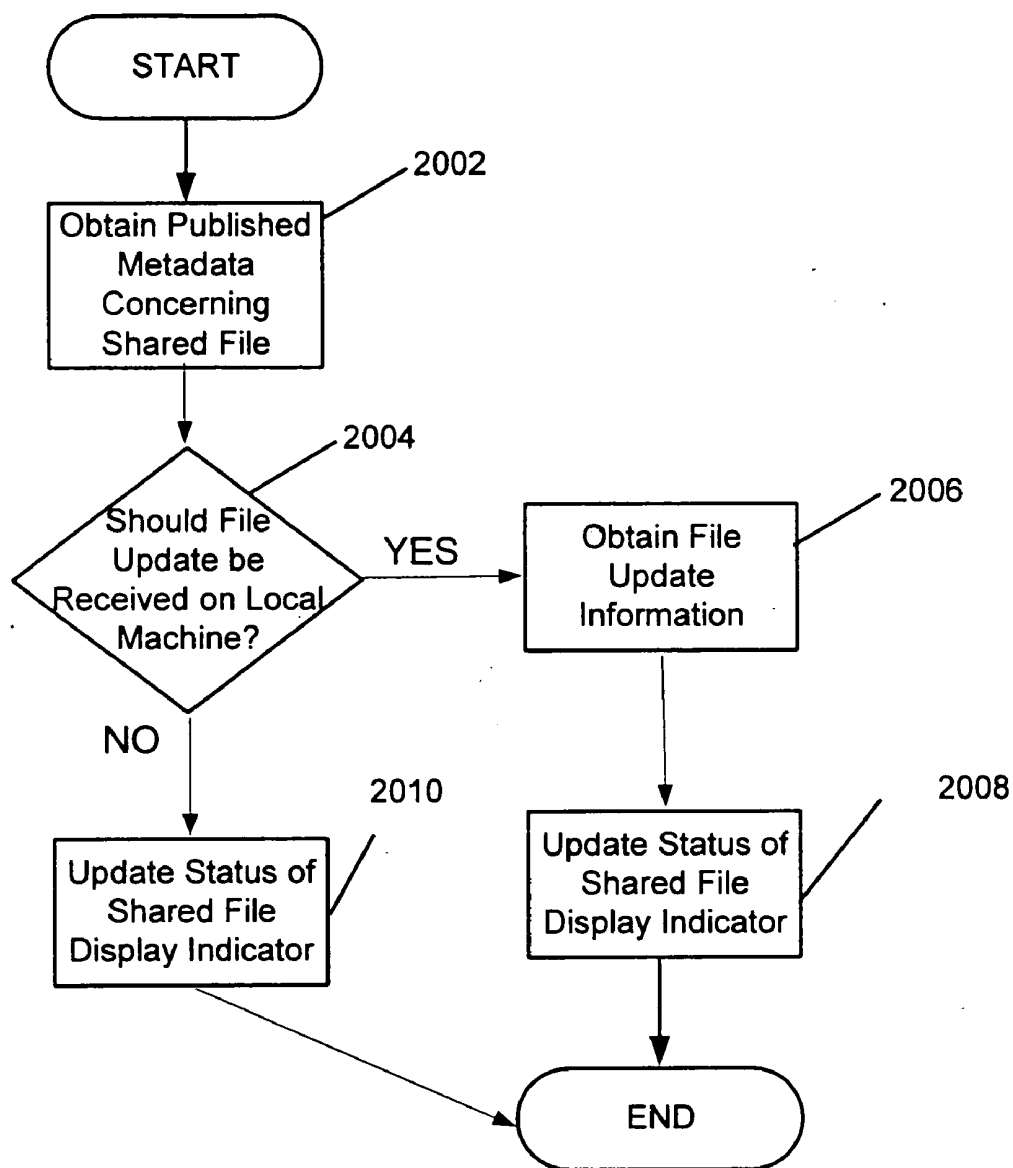 START
2002
Obtain Published
Metadata
Concerning
Shared File
2004
Should File
Update be
Received on Local
Machine?
YES
2006
Obtain File
Update
Information
NO
2010
Update Status of
Shared File
Display Indicator
2008
Update Status of
Shared File
Display Indicator
END